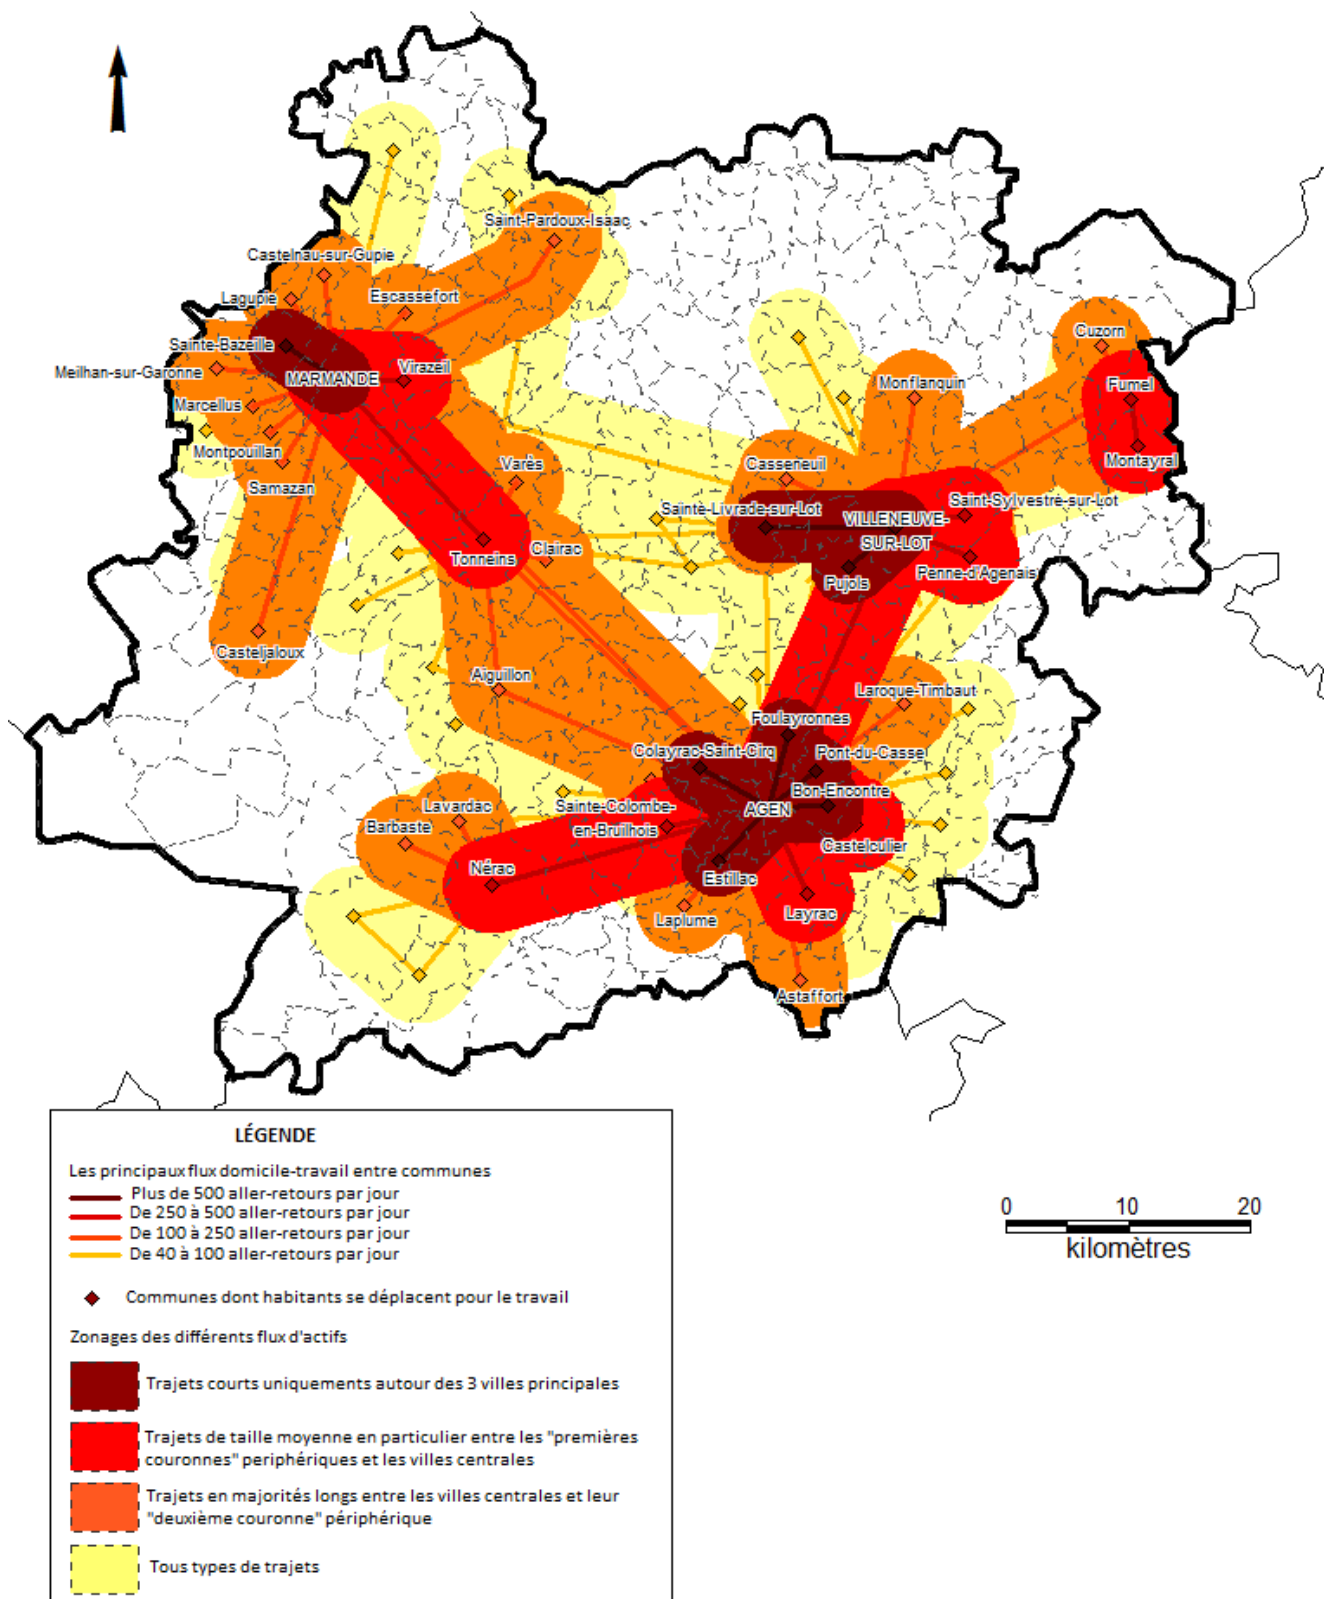 Saint-Pardoux-Isaac
Castelnau-sur-Gupie
Lagupie
Escassefort
Sainte-Bazeille
Cuzorn
Meilhan-sur-Garonne
Virazeil
MARMANDE
Monflanquin
Fumel
Marcellus
Montpouillan
Montayral
Varès
Casseneuil
Samazan
Saint-Sylvestre-sur-Lot
Sainte-Livrade-sur-Lot
VILLENEUVE-
SUR-LOT
Clairac
Tonneins
Pujols
Penne-d'Agenais
Casteljaloux
Aiguillon
Laroque-Timbaut
Foulayronnes
Colayrac-Saint-Cirq
Pont-du-Casse
Bon-Encontre
Lavardac
Sainte-Colombe-
en-Bruilhois
AGEN
Barbaste
Castelculier
Nérac
Estillac
Laplume
Layrac
Astaffort
LÉGENDE
Les principaux flux domicile-travail entre communes
Plus de 500 aller-retours par jour
De 250 à 500 aller-retours par jour
De 100 à 250 aller-retours par jour
De 40 à 100 aller-retours par jour
Communes dont habitants se déplacent pour le travail
Zonages des différents flux d'actifs
Trajets courts uniquements autour des 3 villes principales
Trajets de taille moyenne en particulier entre les "premières
couronnes" periphériques et les villes centrales
Trajets en majorités longs entre les villes centrales et leur
"deuxième couronne" périphérique
Tous types de trajets
0 10 20
kilomètres